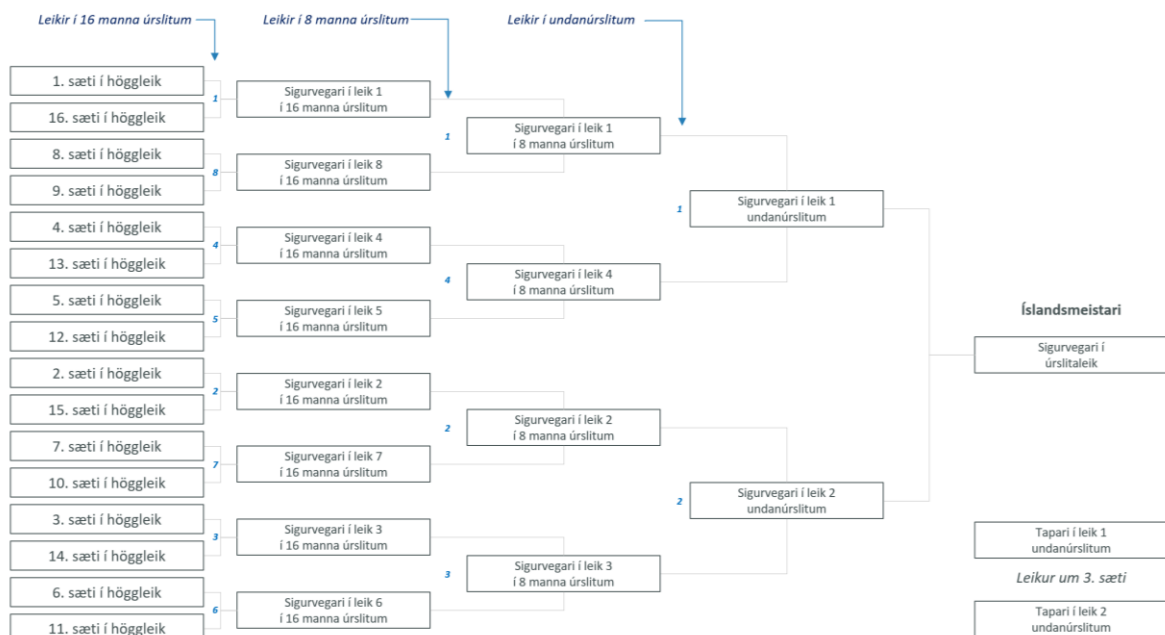 Leikir í 16 manna úrslitum
Leikir í 8 manna úrslitum
Leikir í undanúrslitum
1. sæti í höggleik
16. sæti í höggleik
8. sæti í höggleik
9. sæti í höggleik
4. sæti í höggleik
13. sæti í höggleik
5. sæti í höggleik
12. sæti í höggleik
2. sæti í höggleik
15. sæti í höggleik
7. sæti í höggleik
10. sæti í höggleik
3. sæti í höggleik
14. sæti í höggleik
6. sæti í höggleik
11. sæti í höggleik
1
8
4
5
2
7
3
6
Sigurvegari í leik 1
í 16 manna úrslitum
Sigurvegari í leik 8
í 16 manna úrslitum
Sigurvegari í leik 4
í 16 manna úrslitum
Sigurvegari í leik 5
í 16 manna úrslitum
Sigurvegari í leik 2
í 16 manna úrslitum
Sigurvegari í leik 7
í 16 manna úrslitum
Sigurvegari í leik 3
í 16 manna úrslitum
Sigurvegari í leik 6
í 16 manna úrslitum
1
4
2
3
Sigurvegari í leik 1
í 8 manna úrslitum
Sigurvegari í leik 4
í 8 manna úrslitum
Sigurvegari í leik 2
í 8 manna úrslitum
Sigurvegari í leik 3
í 8 manna úrslitum
1
2
Sigurvegari í leik 1
undanúrslitum
Sigurvegari í leik 2
undanúrslitum
Íslandsmeistari
Sigurvegari í
úrslitaleik
Tapari í leik 1
undanúrslitum
Leikur um 3. sæti
Tapari í leik 2
undanúrslitum